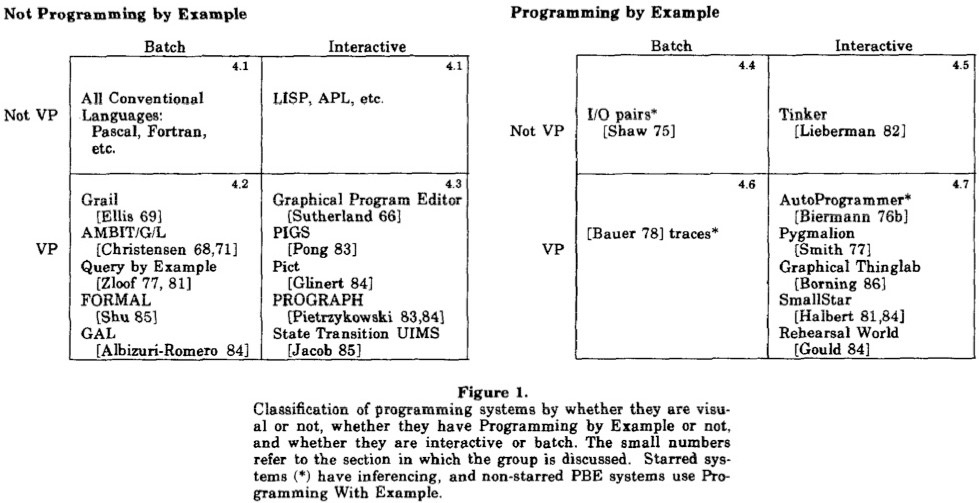 Not Programming by Example
Batch
Interactive
Not VP
4.1
All Conventional
Languages:
Pascal, Fortran,
etc.
4.1
LISP, APL, etc.
VP
4.2
Grail
[Ellis 69]
AMBIT/G/L
[Christensen 68,71]
Query by Example
[Zloof 77, 81]
FORMAL
[Shu 85]
GAL
[Albizuri-Romero 84]
4.3
Graphical Program Editor
[Sutherland 66]
PIGS
[Pong 83]
Pict
[Glinert 84]
PROGRAPH
[Pietrzykowski 83,84]
State Transition UIMS
[Jacob 85]
Programming by Example
Batch
Interactive
Not VP
4.4
I/O pairs*
[Shaw 75]
4.5
Tinker
[Lieberman 82]
VP
4.6
[Bauer 78] traces*
4.7
AutoProgrammer*
[Biermann 76b]
Pygmalion
[Smith 77]
Graphical Thinglab
[Borning 86]
SmallStar
[Halbert 81,84]
Rehearsal World
[Gould 84]
Figure 1.
Classification of programming systems by whether they are visu-
al or not, whether they have Programming by Example or not,
and whether they are interactive or batch. The small numbers
refer to the section in which the group is discussed. Starred sys-
tems (*) have inferencing, and non-starred PBE systems use Pro-
gramming With Example.